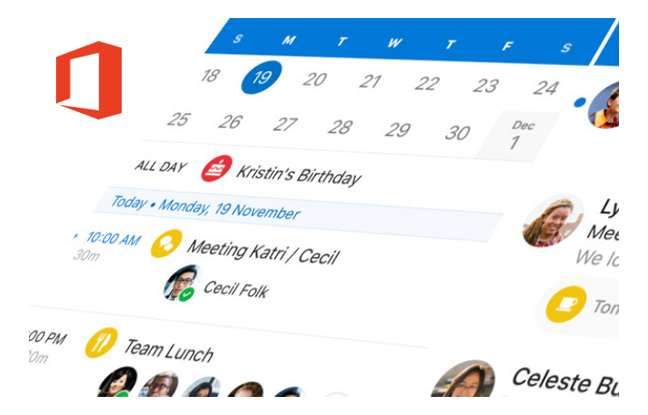 S M T W T F S
18 19 20 21 22 23 24
25 26 27 28 29 30 Dec 1
ALL DAY Kristin's Birthday
Today • Monday, 19 November
10:00 AM Meeting Katri / Cecil
30m
Cecil Folk
00 PM Team Lunch
0m
Ly
Mee
We lo
Ton
Celeste Bu